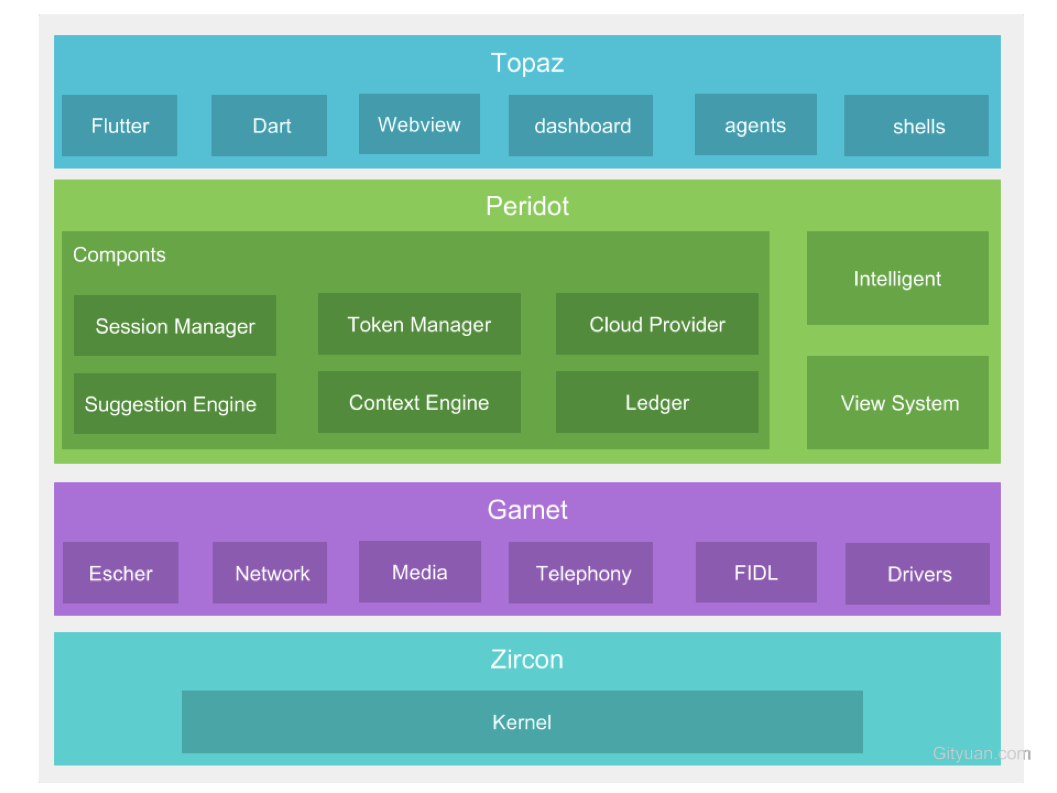 Topaz
Flutter Dart Webview dashboard agents shells
Peridot
Componts
Intelligent
Session Manager Token Manager Cloud Provider
Suggestion Engine Context Engine Ledger View System
Garnet
Escher Network Media Telephony FIDL Drivers
Zircon
Kernel
Gityuan.com